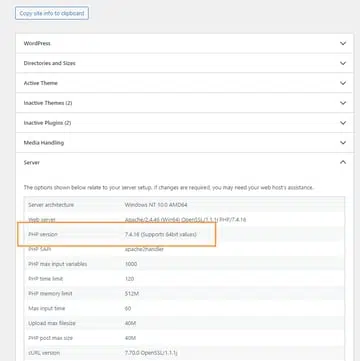 Copy site info to clipboard
WordPress
Directories and Sizes
Active Theme
Inactive Themes (2)
Inactive Plugins (2)
Media Handling
Server
The options shown below relate to your server setup. If changes are required, you may need your web host's assistance.
Server architecture Windows NT 10.0 AMD64
Web server Apache/2.4.46 (Win64) OpenSSL/1.1.1j PHP/7.4.16
PHP version 7.4.16 (Supports 64bit values)
PHP SAPI apache2handler
PHP max input variables 1000
PHP time limit 120
PHP memory limit 512M
Max input time 60
Upload max filesize 40M
PHP post max size 40M
cURL version 7.70.0 OpenSSL/1.1.1j